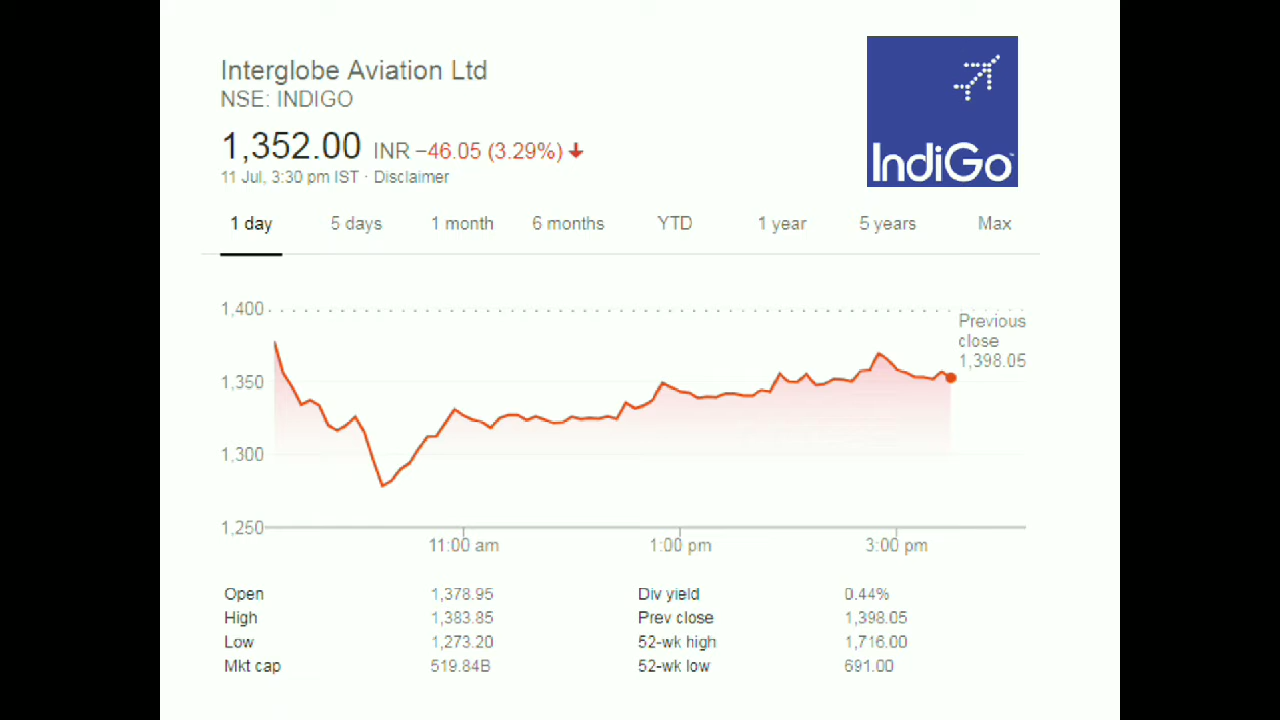 Interglobe Aviation Ltd
NSE: INDIGO
1,352.00 INR −46.05 (3.29%)
11 Jul, 3:30 pm IST · Disclaimer
IndiGo
1 day 5 days 1 month 6 months YTD 1 year 5 years Max
1,400
Previous
close
1,398.05
1,350
1,300
1,250
11:00 am 1:00 pm 3:00 pm
Open 1,378.95 Div yield 0.44%
High 1,383.85 Prev close 1,398.05
Low 1,273.20 52-wk high 1,716.00
Mkt cap 519.84B 52-wk low 691.00